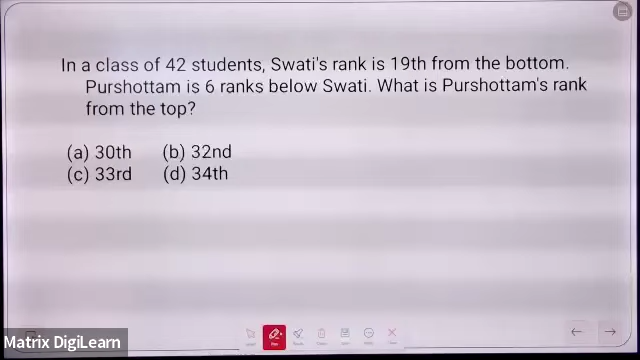 In a class of 42 students, Swati's rank is 19th from the bottom.
Purshottam is 6 ranks below Swati. What is Purshottam's rank
from the top?
(a) 30th (b) 32nd
(c) 33rd (d) 34th
Matrix DigiLearn